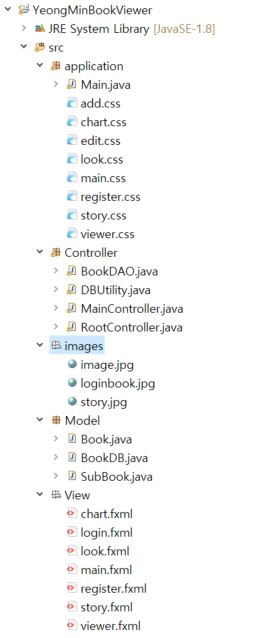 YeongMinBookViewer
JRE System Library [JavaSE-1.8]
src
application
Main.java
add.css
chart.css
edit.css
look.css
main.css
register.css
story.css
viewer.css
Controller
BookDAO.java
DBUtility.java
MainController.java
RootController.java
images
image.jpg
loginbook.jpg
story.jpg
Model
Book.java
BookDB.java
SubBook.java
View
chart.fxml
login.fxml
look.fxml
main.fxml
register.fxml
story.fxml
viewer.fxml